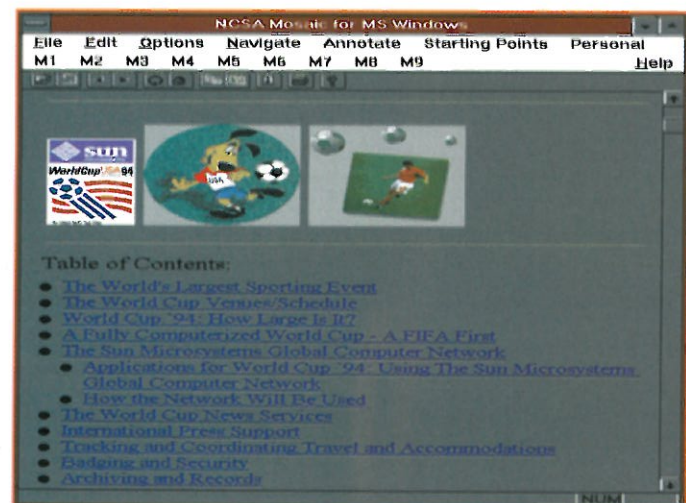 NCSA Mosaic for MS Windows
File Edit Options Navigate Annotate Starting Points Personal
M1 M2 M3 M4 M5 M6 M7 M8 M9 Help
sun
WorldCup USA 94
USA
Table of Contents:
The World's Largest Sporting Event
The World Cup Venues/Schedule
World Cup '94: How Large Is It?
A Fully Computerized World Cup - A FIFA First
The Sun Microsystems Global Computer Network
Applications for World Cup '94: Using The Sun Microsystems
Global Computer Network
How the Network Will Be Used
The World Cup News Services
International Press Support
Tracking and Coordinating Travel and Accommodations
Badging and Security
Archiving and Records
NUM